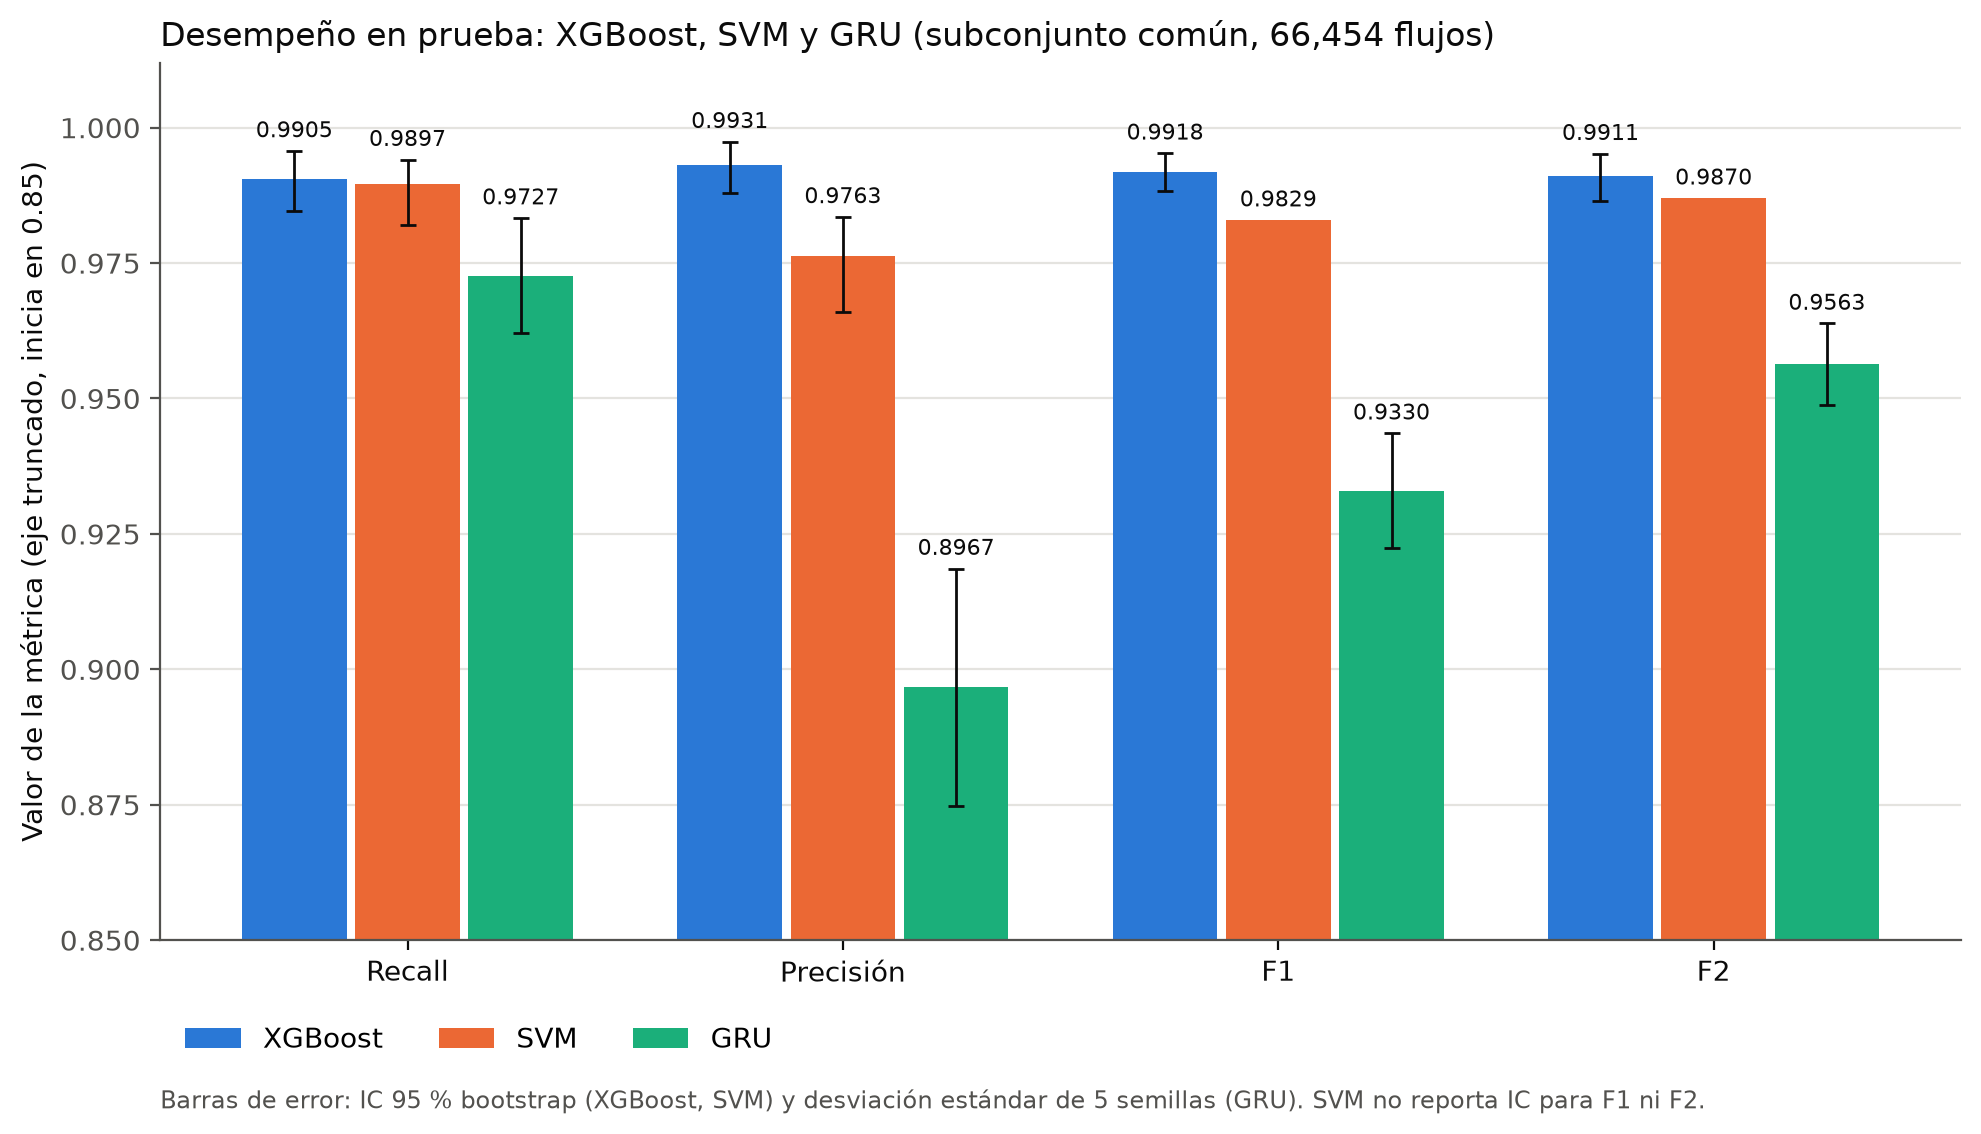 Desempeño en prueba: XGBoost, SVM y GRU (subconjunto común, 66,454 flujos)
Valor de la métrica (eje truncado, inicia en 0.85)
1.000
0.975
0.950
0.925
0.900
0.875
0.850
0.9905
0.9897
0.9727
0.9931
0.9763
0.8967
0.9918
0.9829
0.9330
0.9911
0.9870
0.9563
Recall
Precisión
F1
F2
XGBoost
SVM
GRU
Barras de error: IC 95 % bootstrap (XGBoost, SVM) y desviación estándar de 5 semillas (GRU). SVM no reporta IC para F1 ni F2.